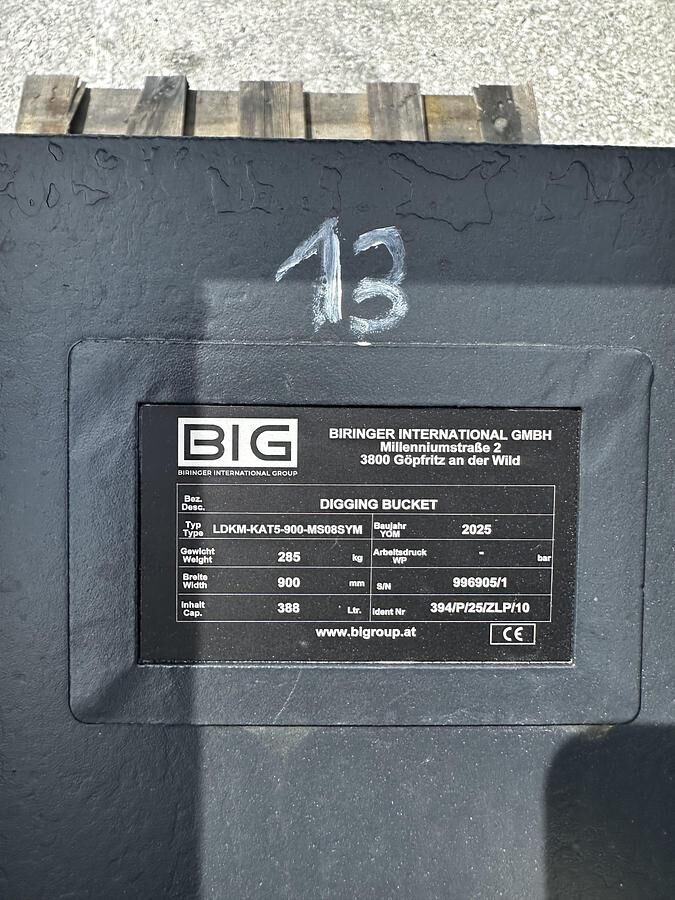 13
BIG
BIRINGER INTERNATIONAL GROUP
BIRINGER INTERNATIONAL GMBH
Millenniumstraße 2
3800 Göpfritz an der Wild
Bez.
Desc.
DIGGING BUCKET
Typ
Type
LDKM-KAT5-900-MS08SYM
Baujahr
YOM
2025
Gewicht
Weight
285 kg
Arbeitsdruck
WP
- bar
Breite
Width
900 mm
S/N
996905/1
Inhalt
Cap.
388 Ltr.
Ident Nr
394/P/25/ZLP/10
www.bigroup.at
CE